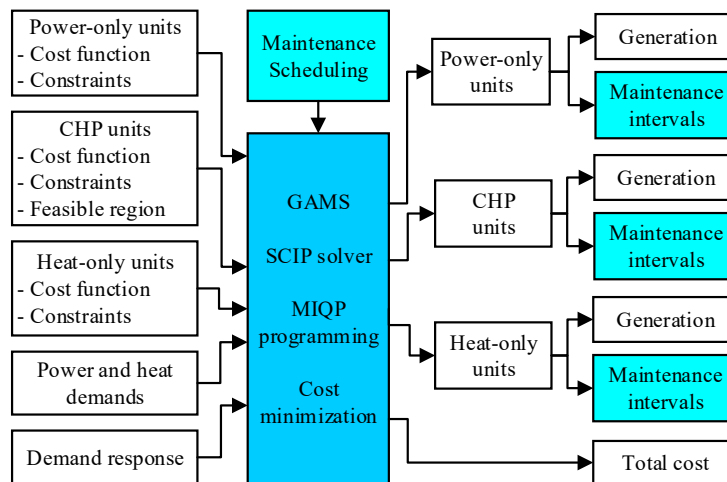 Power-only units
- Cost function
- Constraints
CHP units
- Cost function
- Constraints
- Feasible region
Heat-only units
- Cost function
- Constraints
Power and heat
demands
Demand response
Maintenance
Scheduling
GAMS
SCIP solver
MIQP
programming
Cost
minimization
Power-only
units
CHP
units
Heat-only
units
Generation
Maintenance
intervals
Generation
Maintenance
intervals
Generation
Maintenance
intervals
Total cost